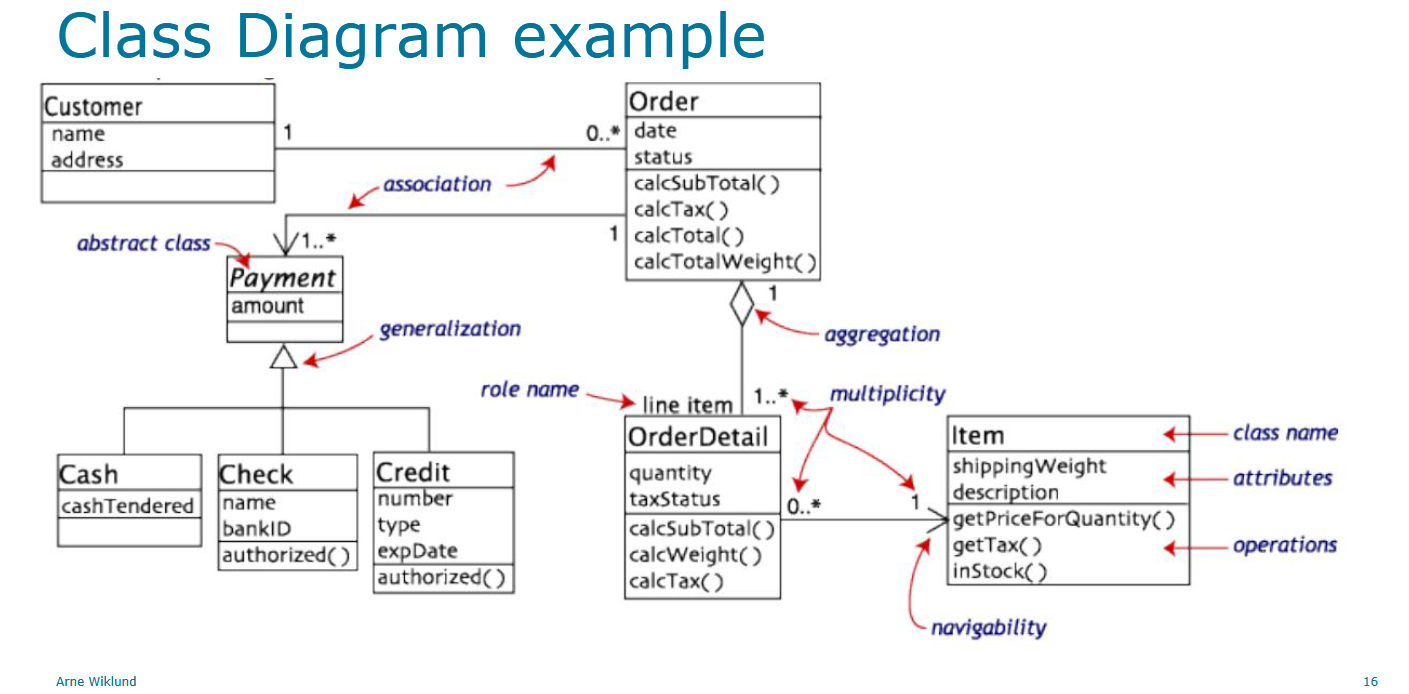 Class Diagram example
Customer
name
address
1
0..*
Order
date
status
calcSubTotal()
calcTax()
calcTotal()
calcTotalWeight()
association
1
1..*
abstract class
Payment
amount
generalization
1
aggregation
role name
line item
1..*
multiplicity
OrderDetail
quantity
taxStatus
calcSubTotal()
calcWeight()
calcTax()
0..*
1
Item
shippingWeight
description
getPriceForQuantity()
getTax()
inStock()
class name
attributes
operations
navigability
Cash
cashTendered
Check
name
bankID
authorized()
Credit
number
type
expDate
authorized()
Arne Wiklund
16